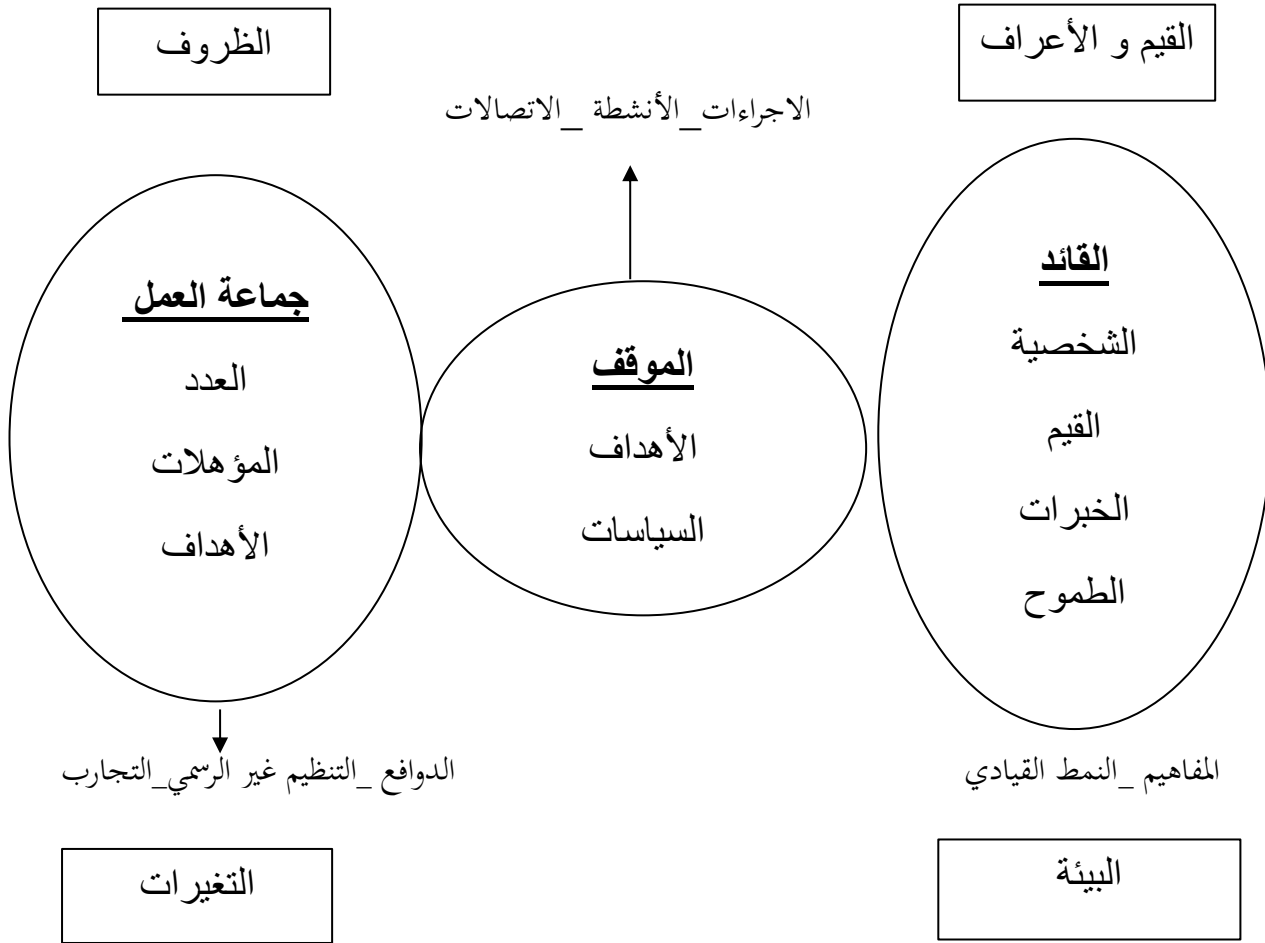 القيم و الأعراف
الظروف
الاجراءات_الأنشطة _الاتصالات
القائد
الشخصية
القيم
الخبرات
الطموح
الموقف
الأهداف
السياسات
جماعة العمل
العدد
المؤهلات
الأهداف
المفاهيم _النمط القيادي
الدوافع _التنظيم غير الرسمي_التجارب
البيئة
التغيرات